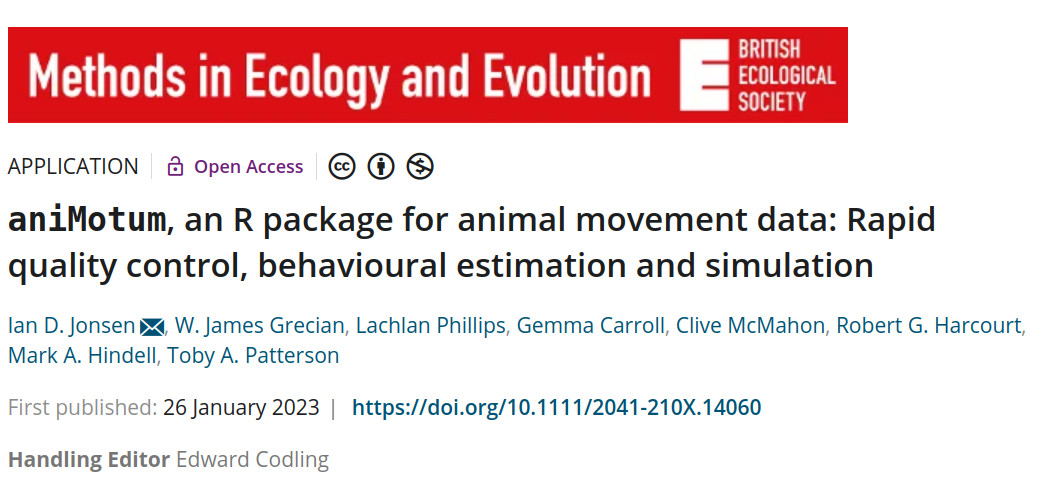 Methods in Ecology and Evolution
BRITISH
ECOLOGICAL
SOCIETY
APPLICATION
Open Access
cc
aniMotum, an R package for animal movement data: Rapid
quality control, behavioural estimation and simulation
Ian D. Jonsen, W. James Grecian, Lachlan Phillips, Gemma Carroll, Clive McMahon, Robert G. Harcourt,
Mark A. Hindell, Toby A. Patterson
First published: 26 January 2023 | https://doi.org/10.1111/2041-210X.14060
Handling Editor Edward Codling